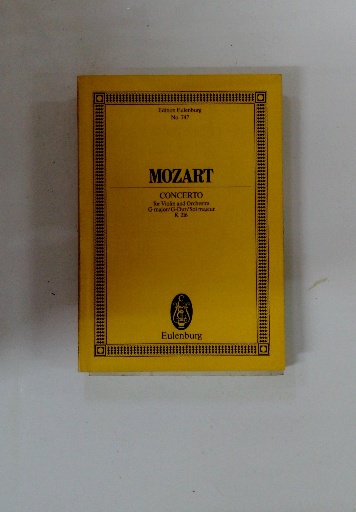 Edition Eulenburg
No. 747
MOZART
CONCERTO
for Violin and Orchestra
G major/G-Dur/Sol majeur
K 216
Eulenburg